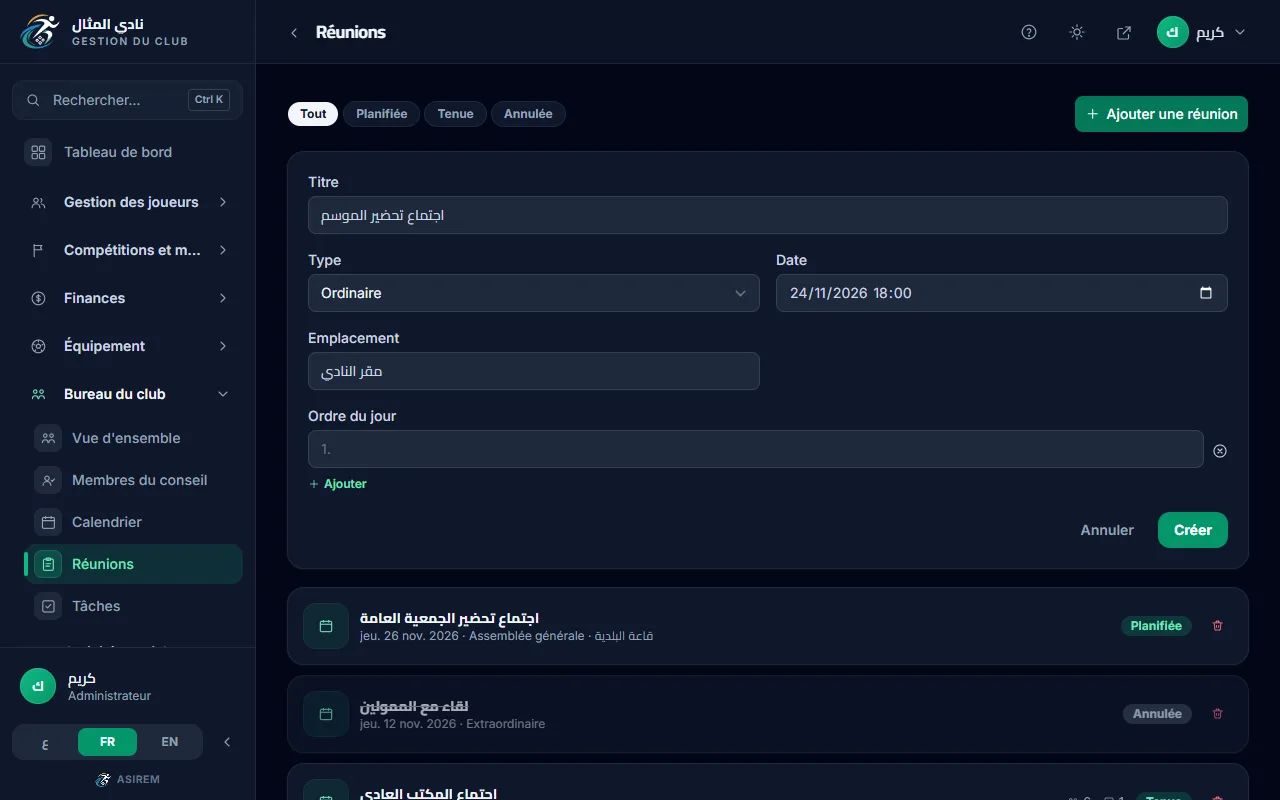 نادي المثال
GESTION DU CLUB
Rechercher...
Ctrl K
Tableau de bord
Gestion des joueurs
Compétitions et m...
Finances
Équipement
Bureau du club
Vue d'ensemble
Membres du conseil
Calendrier
Réunions
Tâches
كريم
Administrateur
ع
FR
EN
ASIREM
Réunions
ك
كريم
Tout
Planifiée
Tenue
Annulée
+ Ajouter une réunion
Titre
اجتماع تحضير الموسم
Type
Date
Ordinaire
24/11/2026 18:00
Emplacement
مقر النادي
Ordre du jour
1.
+ Ajouter
Annuler
Créer
اجتماع تحضير الجمعية العامة
jeu. 26 nov. 2026 · Assemblée générale · قاعة البلدية
Planifiée
لقاء مع الممولين
jeu. 12 nov. 2026 · Extraordinaire
Annulée
اجتماع المكتب العادي
Tenue